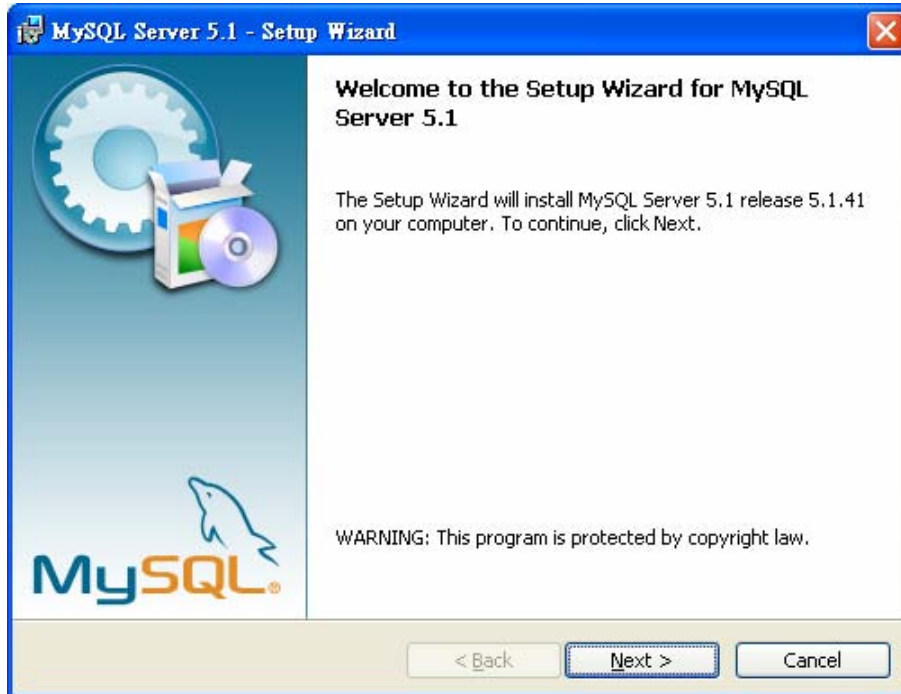 MySQL Server 5.1 - Setup Wizard
Welcome to the Setup Wizard for MySQL
Server 5.1
The Setup Wizard will install MySQL Server 5.1 release 5.1.41
on your computer. To continue, click Next.
WARNING: This program is protected by copyright law.
MySQL®
< Back
Next >
Cancel